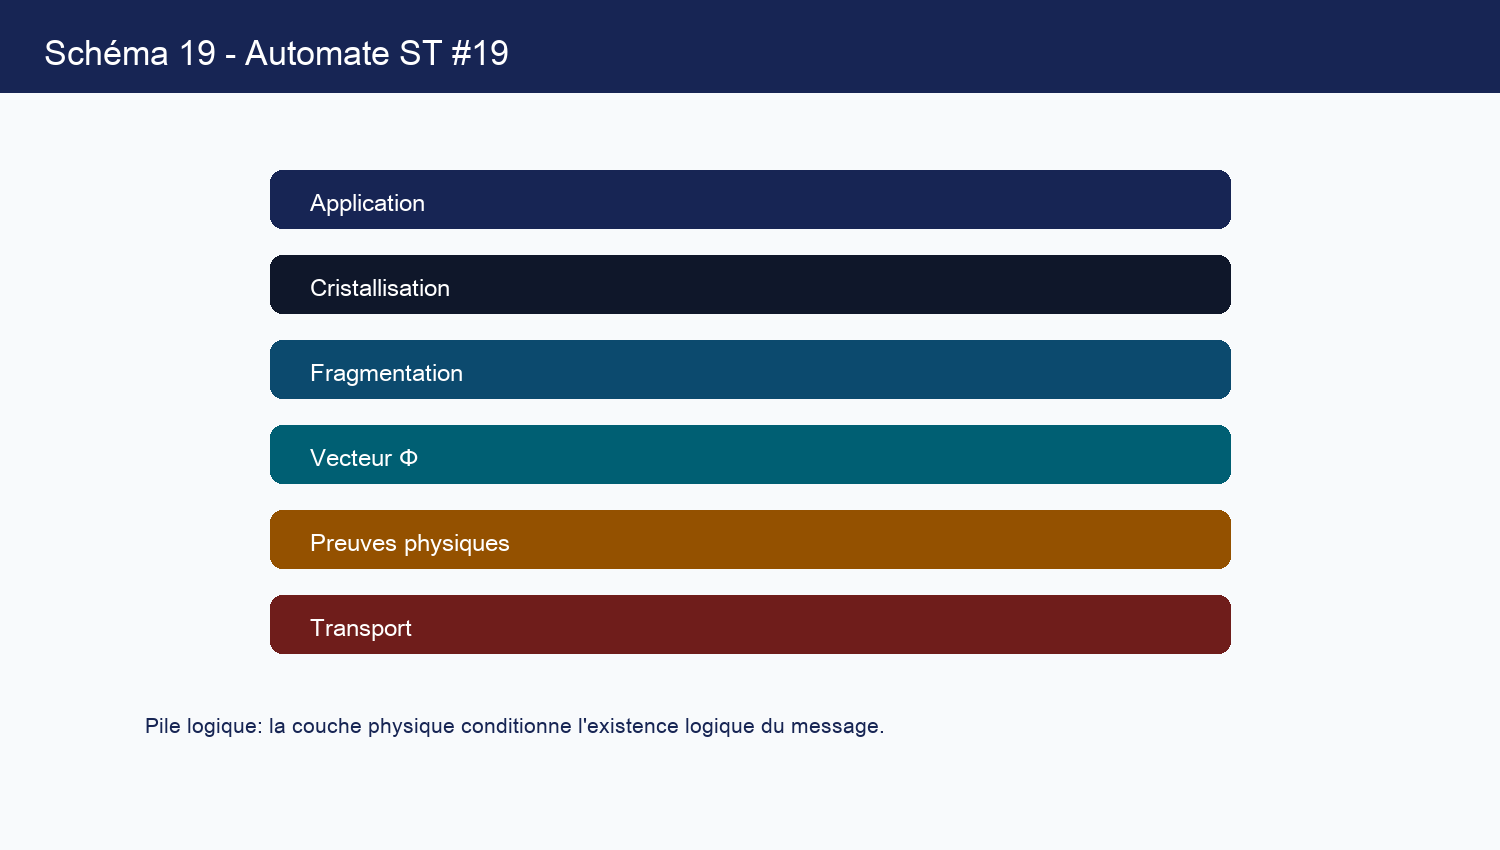 Schéma 19 - Automate ST #19
Application
Cristallisation
Fragmentation
Vecteur Φ
Preuves physiques
Transport
Pile logique: la couche physique conditionne l'existence logique du message.